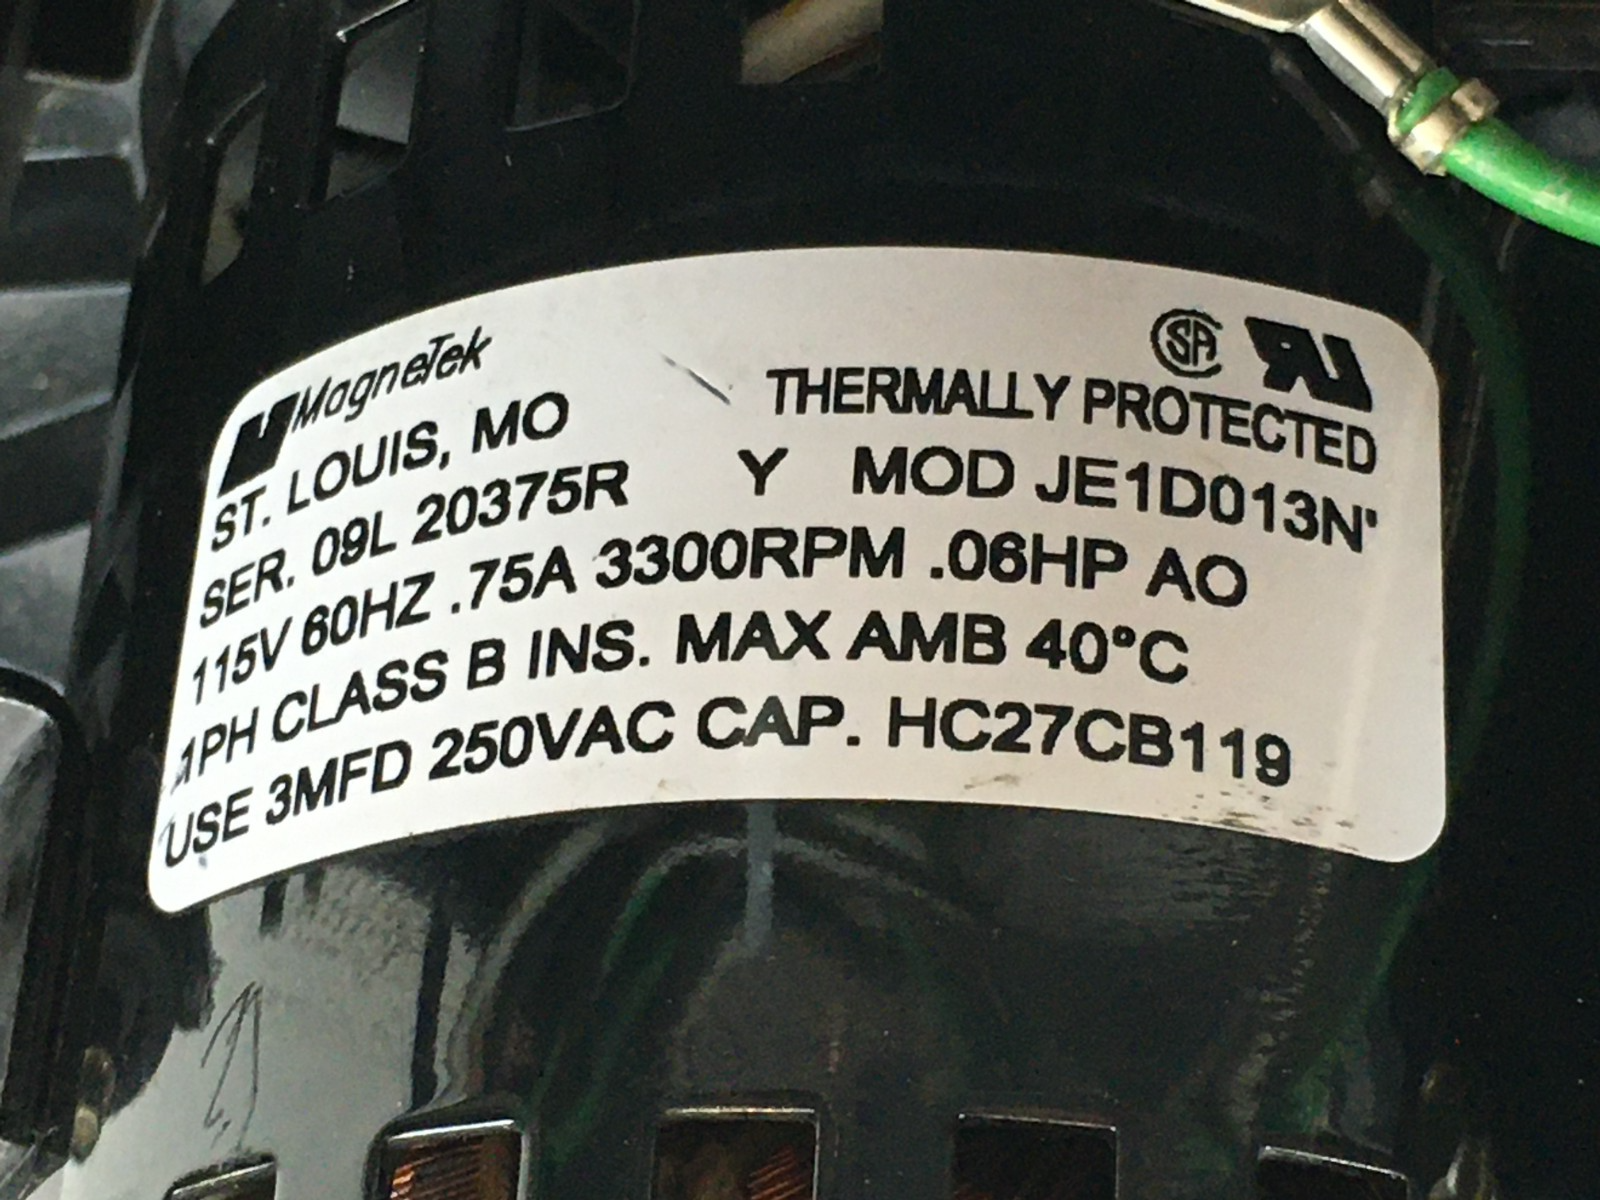 MagneTek
ST. LOUIS, MO
THERMALLY PROTECTED
SER. 09L 20375R Y MOD JE1D013N
115V 60HZ .75A 3300RPM .06HP AO
1PH CLASS B INS. MAX AMB 40°C
USE 3MFD 250VAC CAP. HC27CB119